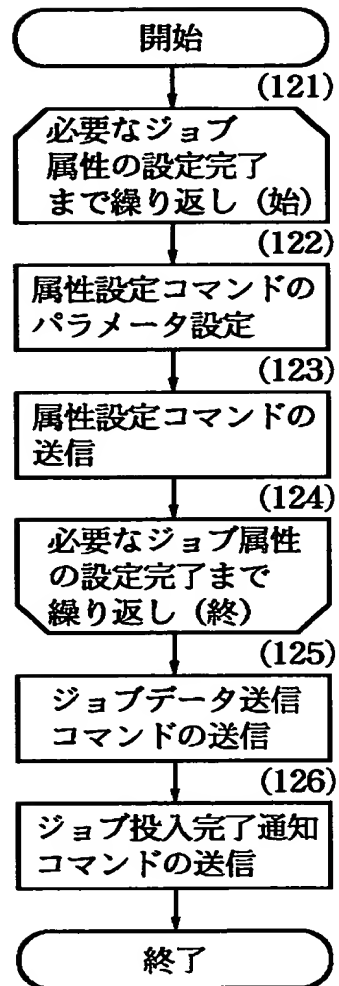 開始
(121)
必要なジョブ
属性の設定完了
まで繰り返し（始）
(122)
属性設定コマンドの
パラメータ設定
(123)
属性設定コマンドの
送信
(124)
必要なジョブ属性
の設定完了まで
繰り返し（終）
(125)
ジョブデータ送信
コマンドの送信
(126)
ジョブ投入完了通知
コマンドの送信
終了